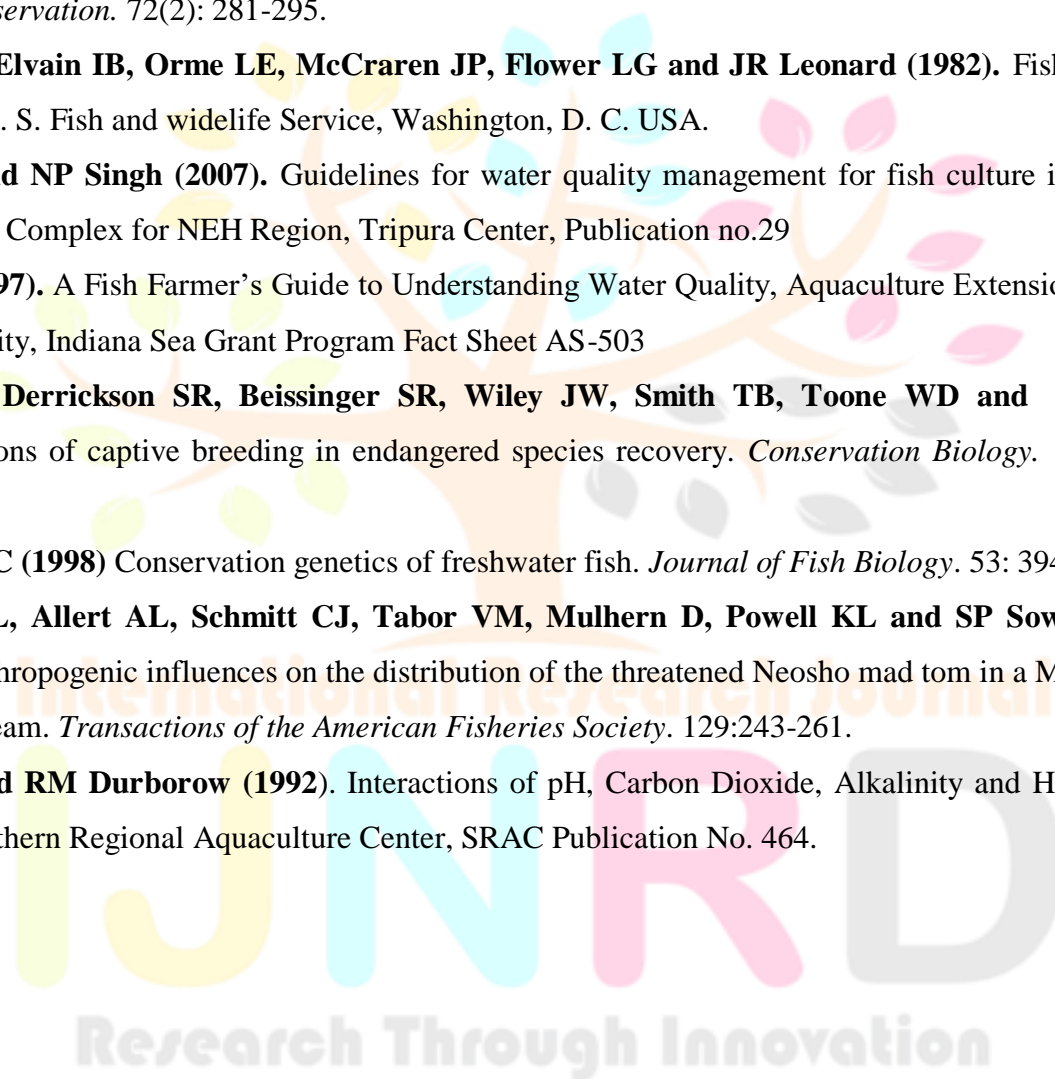 servation. 72(2): 281-295.
Elvain IB, Orme LE, McCraren JP, Flower LG and JR Leonard (1982). Fish
. S. Fish and widelife Service, Washington, D. C. USA.
d NP Singh (2007). Guidelines for water quality management for fish culture i
Complex for NEH Region, Tripura Center, Publication no.29
97). A Fish Farmer’s Guide to Understanding Water Quality, Aquaculture Extensio
ity, Indiana Sea Grant Program Fact Sheet AS-503
Derrickson SR, Beissinger SR, Wiley JW, Smith TB, Toone WD and
ons of captive breeding in endangered species recovery. Conservation Biology.
C (1998) Conservation genetics of freshwater fish. Journal of Fish Biology. 53: 394
L, Allert AL, Schmitt CJ, Tabor VM, Mulhern D, Powell KL and SP Sow
hropogenic influences on the distribution of the threatened Neosho mad tom in a M
International Research Journal
eam. Transactions of the American Fisheries Society. 129:243-261.
d RM Durborow (1992). Interactions of pH, Carbon Dioxide, Alkalinity and H
thern Regional Aquaculture Center, SRAC Publication No. 464.
IJNRD
Research Through Innovation